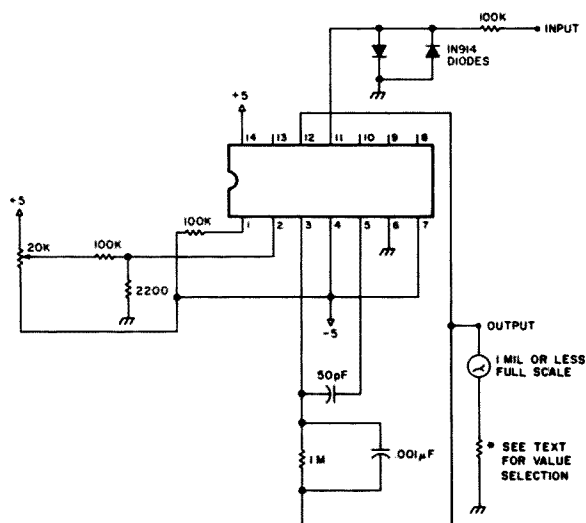 100K
INPUT
IN914
DIODES
+5
14 13 12 11 10 9 8
+5
100K
1 2 3 4 5 6 7
20K
100K
2200
-5
OUTPUT
1 MIL OR LESS
FULL SCALE
50pF
1M
.001µF
* SEE TEXT
FOR VALUE
SELECTION